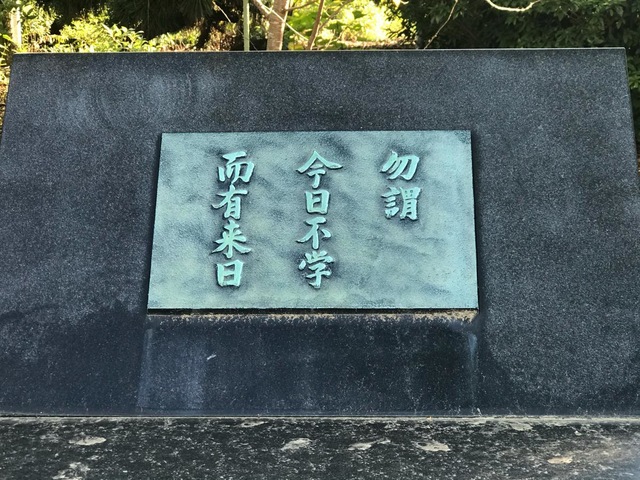 勿謂
今日不学
而有来日